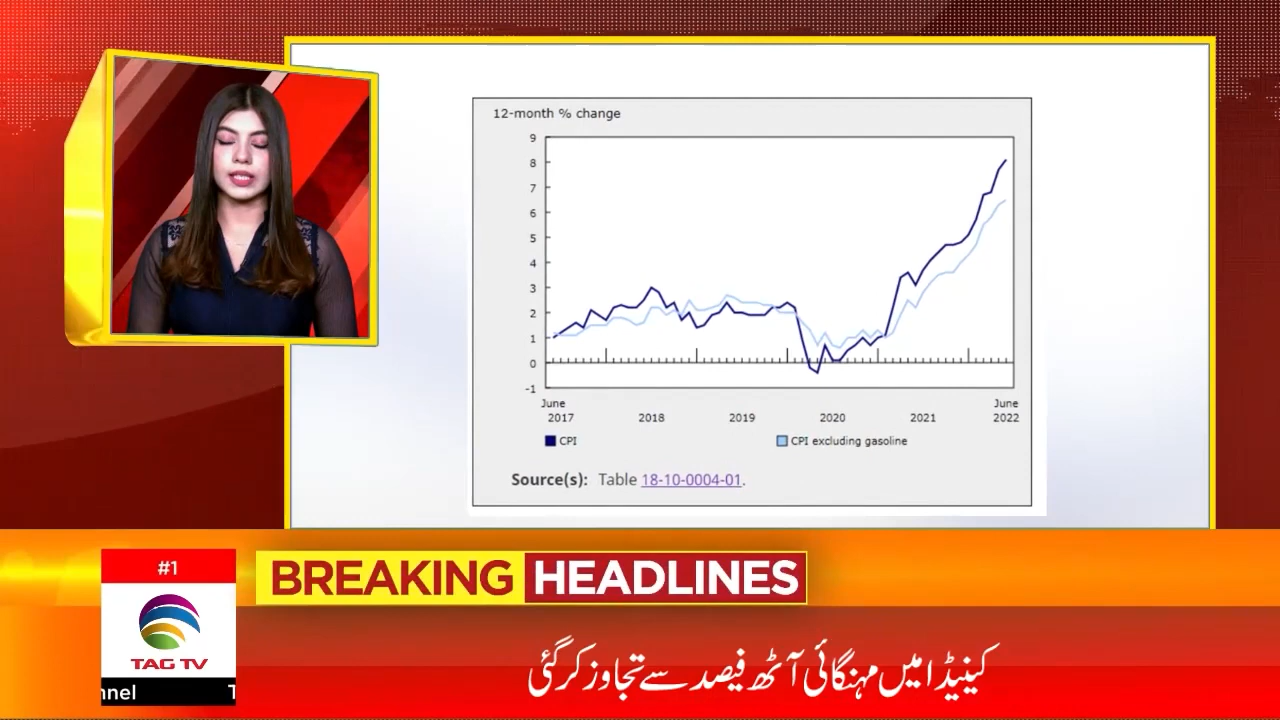 12-month % change
9
8
7
6
5
4
3
2
1
0
-1
June June
2017 2018 2019 2020 2021 2022
CPI CPI excluding gasoline
Source(s): Table 18-10-0004-01.
#1
BREAKING HEADLINES
TAG TV
کینیڈا میں مہنگائی آٹھ فیصد سے تجاوز کر گئی
nnel T